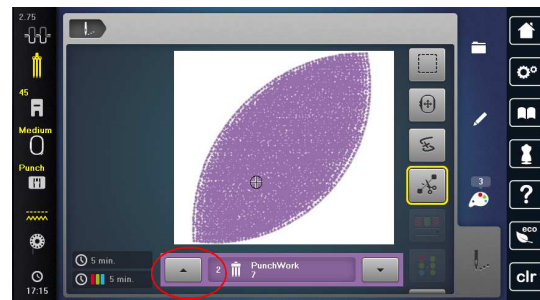 2.75
45
Medium
Punch
17:15
5 min.
5 min.
2
PunchWork
7
3
?
eco
clr